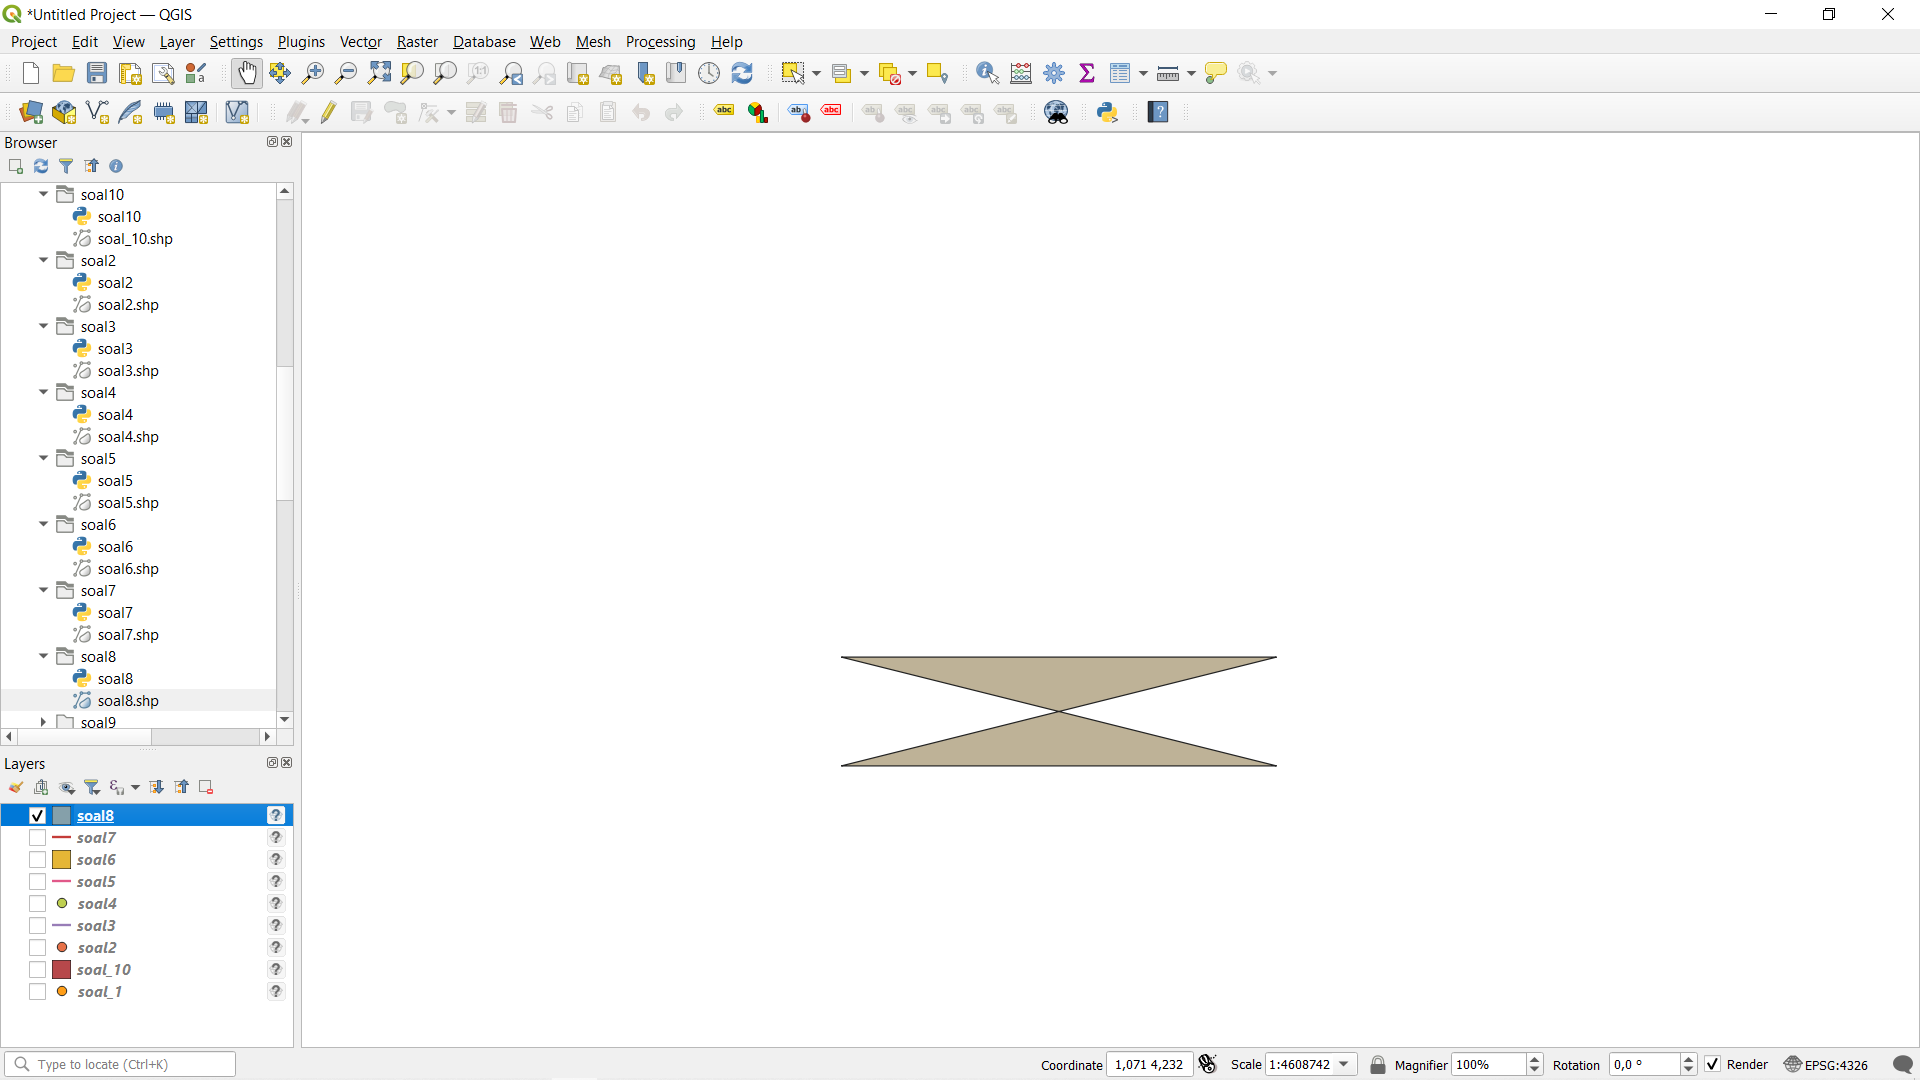 *Untitled Project — QGIS
Project Edit View Layer Settings Plugins Vector Raster Database Web Mesh Processing Help
abc abc ab abc
Browser
soal10
soal10
soal_10.shp
soal2
soal2
soal2.shp
soal3
soal3
soal3.shp
soal4
soal4
soal4.shp
soal5
soal5
soal5.shp
soal6
soal6
soal6.shp
soal7
soal7
soal7.shp
soal8
soal8
soal8.shp
soal9
Layers
soal8
soal7
soal6
soal5
soal4
soal3
soal2
soal_10
soal_1
Type to locate (Ctrl+K) Coordinate 1,071 4,232 Scale 1:4608742 Magnifier 100% Rotation 0,0 ° Render EPSG:4326